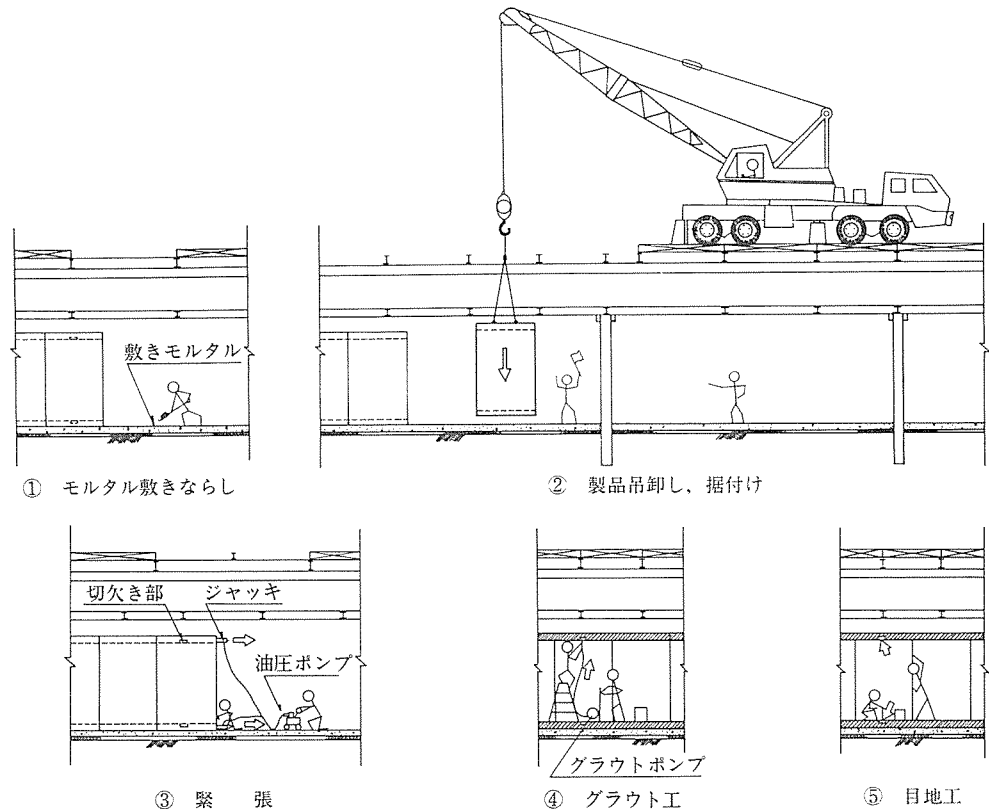 敷きモルタル
① モルタル敷きならし
② 製品吊卸し，据付け
切欠き部
ジャッキ
油圧ポンプ
③ 緊張
グラウトポンプ
④ グラウト工
⑤ 目地工